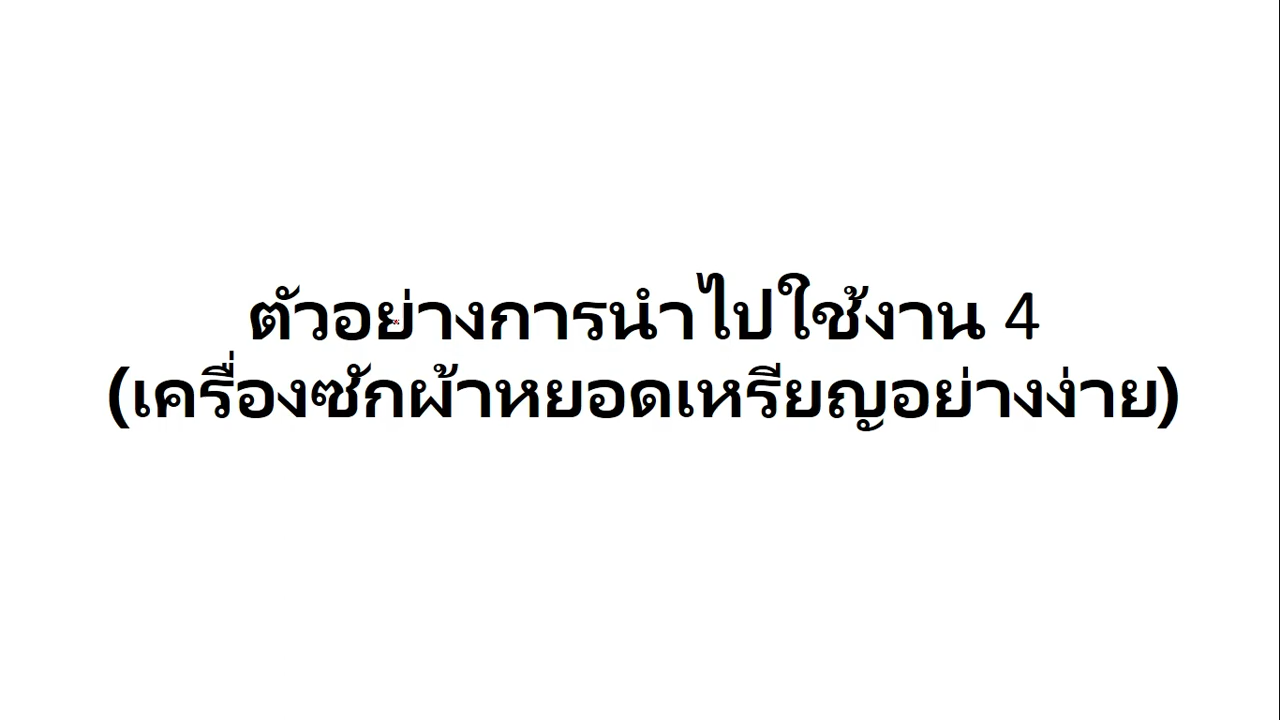 ตัวอย่างการนำไปใช้งาน 4
(เครื่องซักผ้าหยอดเหรียญอย่างง่าย)